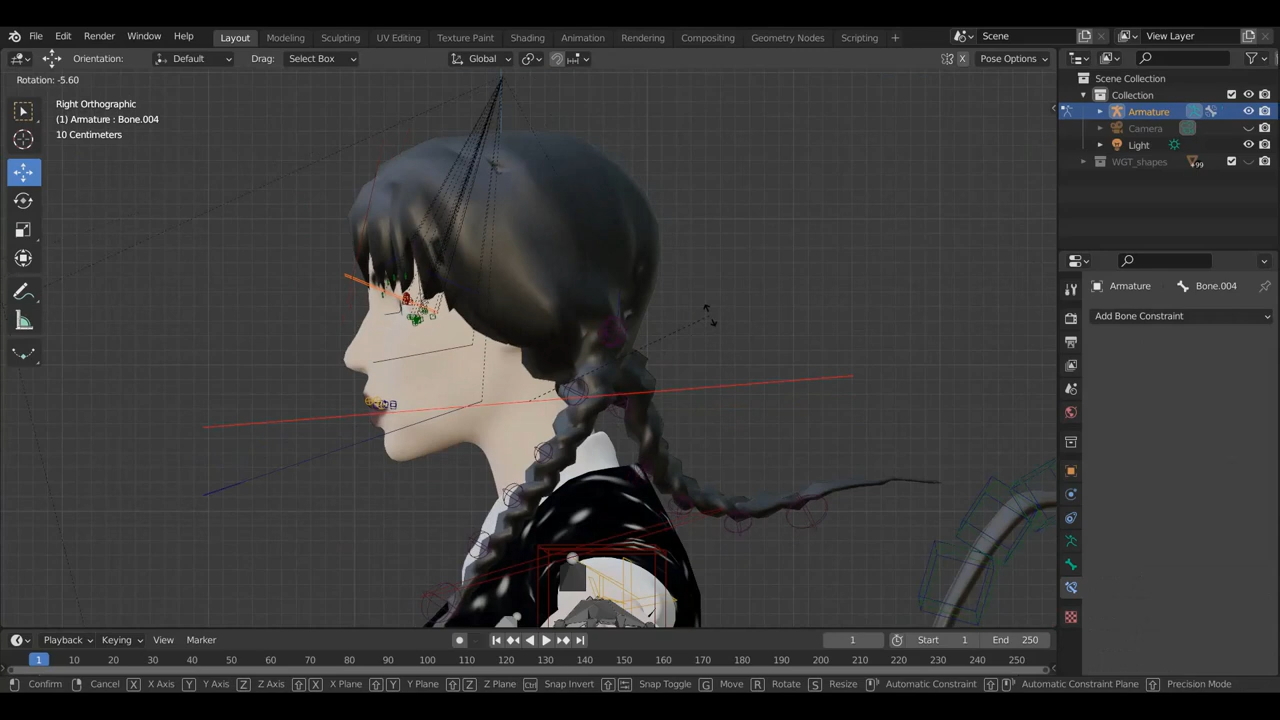 File Edit Render Window Help Layout Modeling Sculpting UV Editing Texture Paint Shading Animation Rendering Compositing Geometry Nodes Scripting + Scene View Layer
Orientation: Default Drag: Select Box Global X Pose Options
Rotation: -5.60
Right Orthographic
(1) Armature : Bone.004
10 Centimeters
Scene Collection
Collection
Armature
Camera
Light
WGT_shapes 99
Armature Bone.004
Add Bone Constraint
Playback Keying View Marker 1 Start 1 End 250
1 10 20 30 40 50 60 70 80 90 100 110 120 130 140 150 160 170 180 190 200 210 220 230 240 250
Confirm Cancel X X Axis Y Y Axis Z Z Axis X X Plane Y Y Plane Z Z Plane Ctrl Snap Invert Snap Toggle G Move R Rotate S Resize Automatic Constraint Automatic Constraint Plane Precision Mode